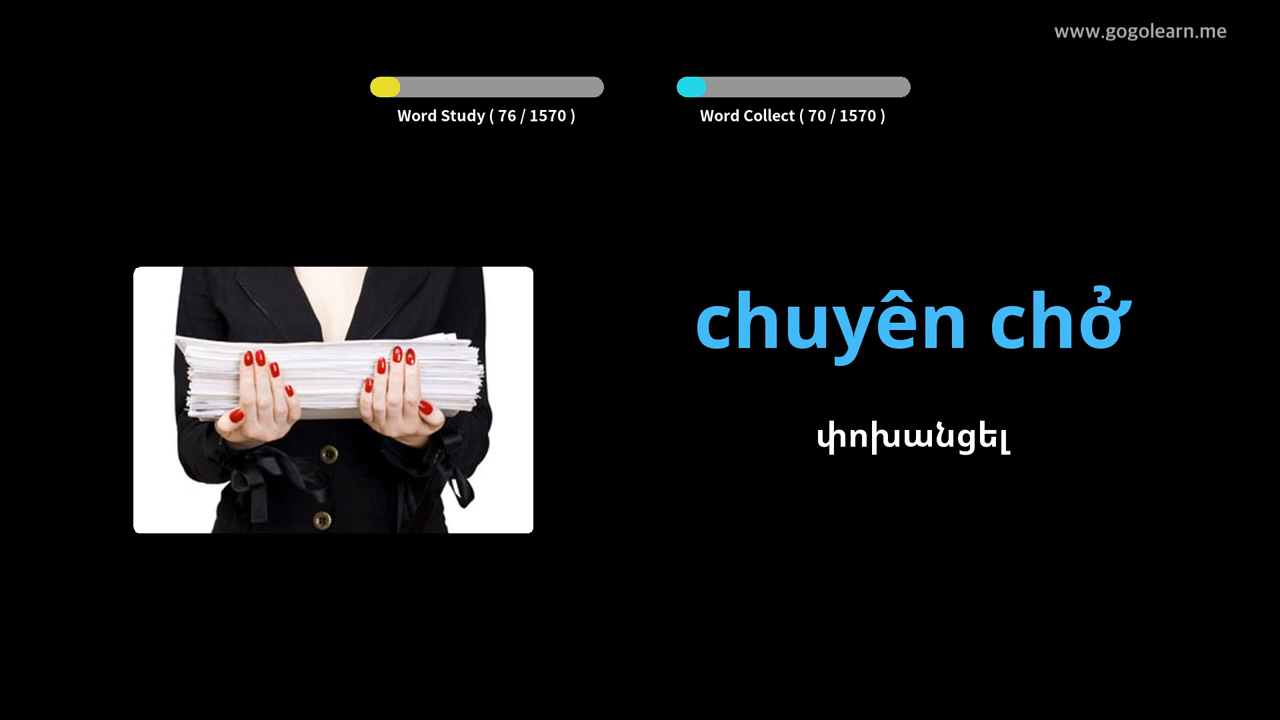 www.gogolearn.me
Word Study ( 76 / 1570 )
Word Collect ( 70 / 1570 )
chuyên chở
փոխանցել